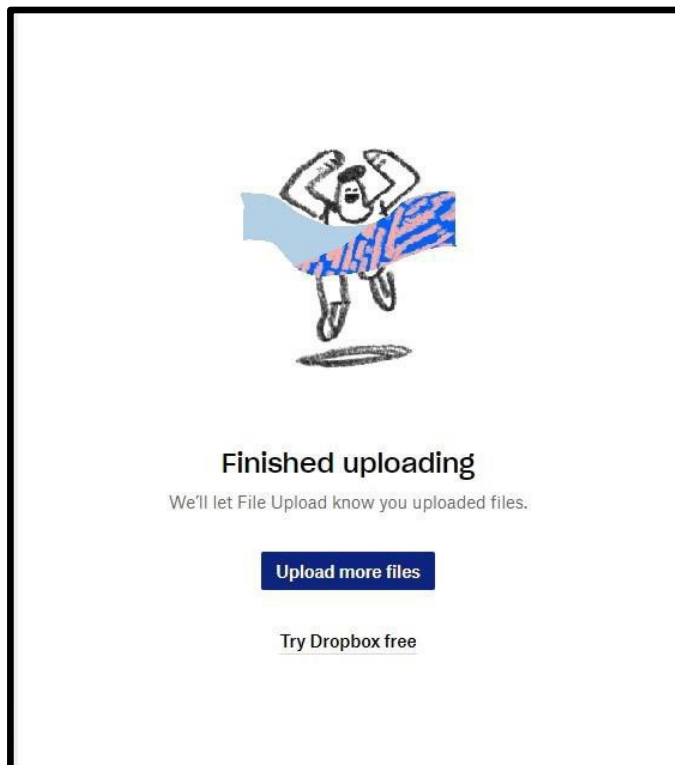 Finished uploading
We'll let File Upload know you uploaded files.
Upload more files
Try Dropbox free